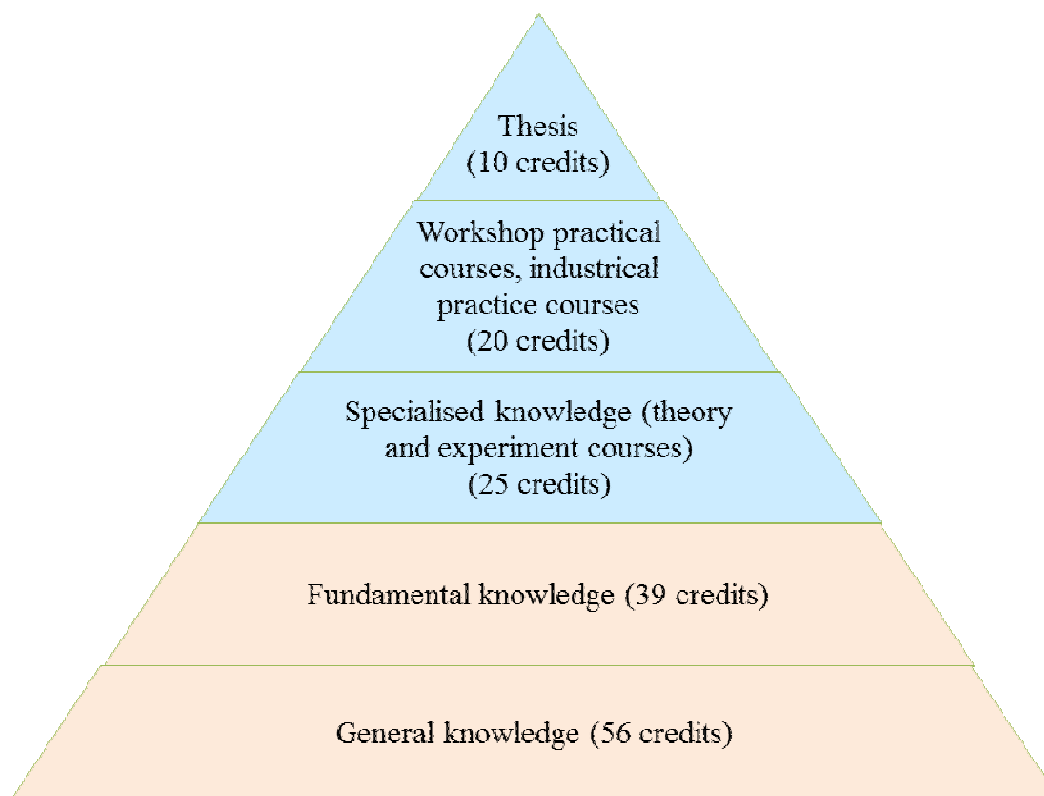 Thesis
(10 credits)
Workshop practical
courses, industrical
practice courses
(20 credits)
Specialised knowledge (theory
and experiment courses)
(25 credits)
Fundamental knowledge (39 credits)
General knowledge (56 credits)